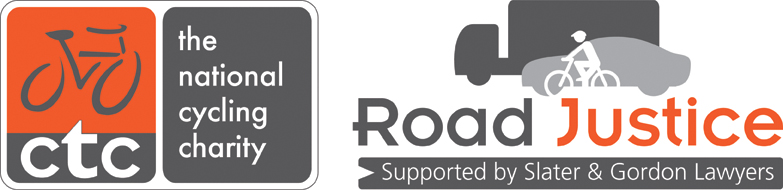 ctc
the
national
cycling
charity
Road Justice
Supported by Slater & Gordon Lawyers